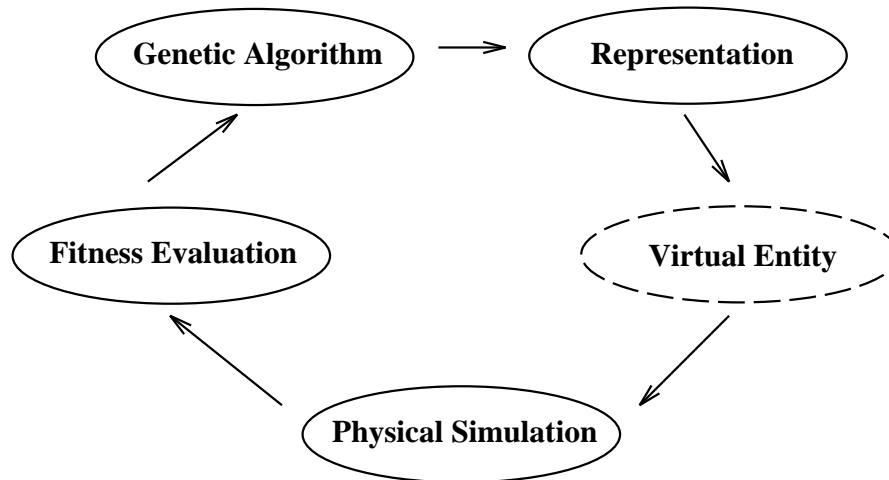 Genetic Algorithm
Representation
Fitness Evaluation
Virtual Entity
Physical Simulation